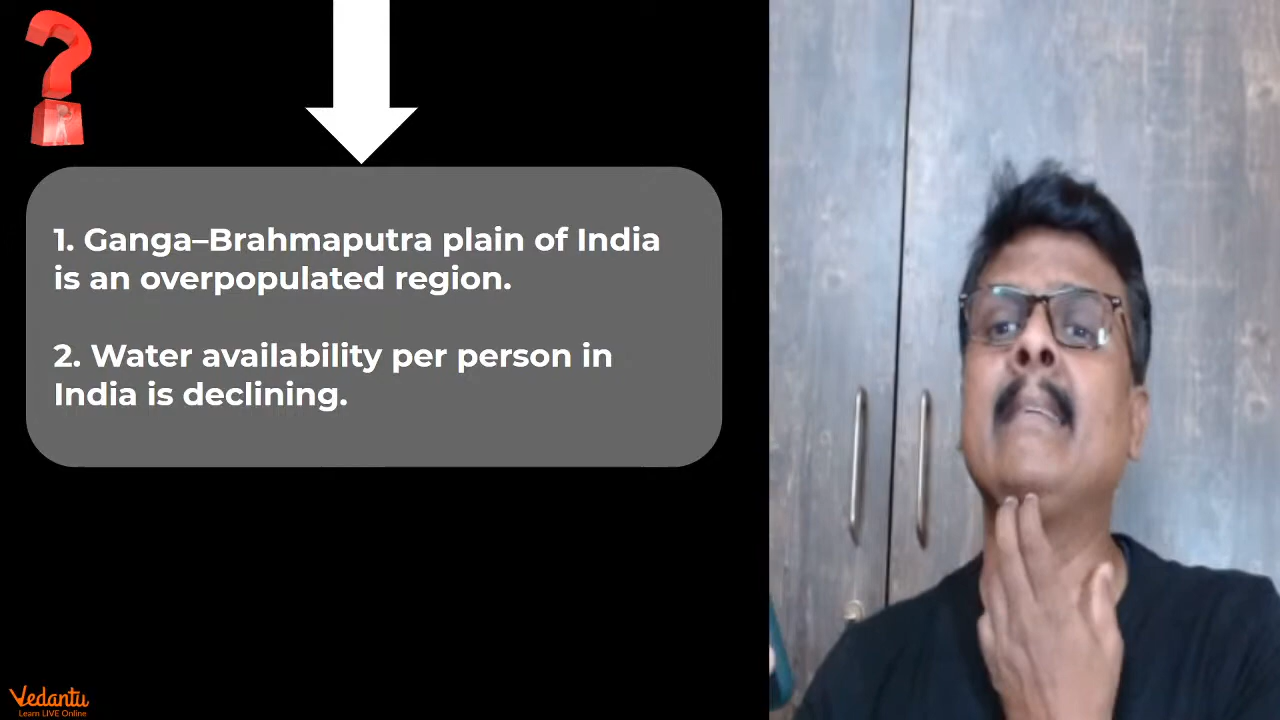 1. Ganga–Brahmaputra plain of India
is an overpopulated region.
2. Water availability per person in
India is declining.
Vedantu
Learn LIVE Online